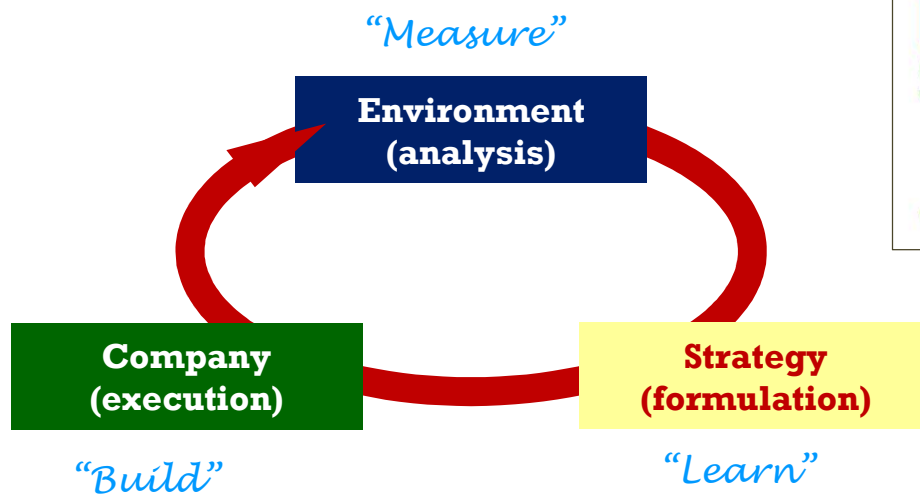 “Measure”
Environment
(analysis)
Company
(execution)
Strategy
(formulation)
“Build”
“Learn”